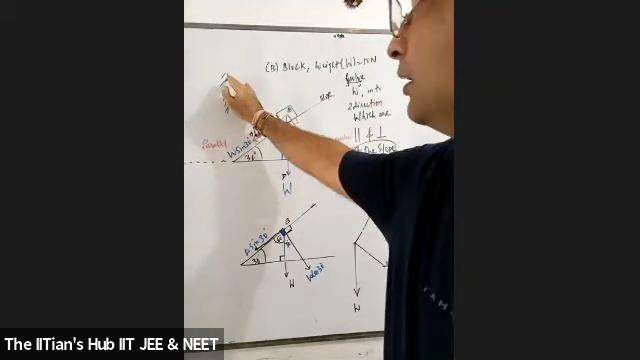 (B) Block, Weight (W) = 10N
Resolve
"W", into
2 direction
Which are
|| & ⊥
the Slope
Slope
B
Parallel
W sin 30°
30°
W
B
W sin 30°
30
W
W cos 30
W
The IITian's Hub IIT JEE & NEET